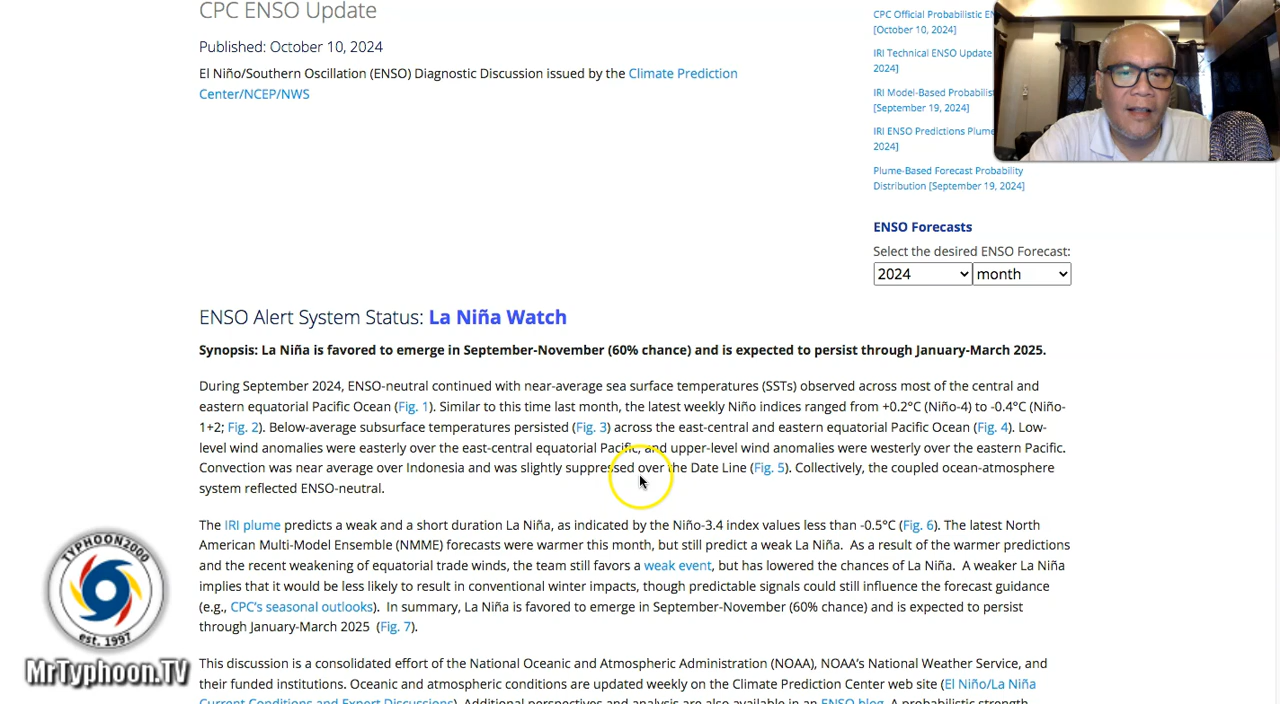 CPC ENSO Update
Published: October 10, 2024
El Niño/Southern Oscillation (ENSO) Diagnostic Discussion issued by the Climate Prediction
Center/NCEP/NWS
CPC Official Probabilistic
[October 10, 2024]
IRI Technical ENSO Update
2024]
IRI Model-Based
[September 19, 2024]
IRI ENSO Predictions Plume
2024]
Plume-Based Forecast Probability
Distribution [September 19, 2024]
ENSO Forecasts
Select the desired ENSO Forecast:
2024 month
ENSO Alert System Status: La Niña Watch
Synopsis: La Niña is favored to emerge in September-November (60% chance) and is expected to persist through January-March 2025.
During September 2024, ENSO-neutral continued with near-average sea surface temperatures (SSTs) observed across most of the central and
eastern equatorial Pacific Ocean (Fig. 1). Similar to this time last month, the latest weekly Niño indices ranged from +0.2°C (Niño-4) to -0.4°C (Niño-
1+2; Fig. 2). Below-average subsurface temperatures persisted (Fig. 3) across the east-central and eastern equatorial Pacific Ocean (Fig. 4). Low-
level wind anomalies were easterly over the east-central equatorial Pacific, and upper-level wind anomalies were westerly over the eastern Pacific.
Convection was near average over Indonesia and was slightly suppressed over the Date Line (Fig. 5). Collectively, the coupled ocean-atmosphere
system reflected ENSO-neutral.
The IRI plume predicts a weak and a short duration La Niña, as indicated by the Niño-3.4 index values less than -0.5°C (Fig. 6). The latest North
American Multi-Model Ensemble (NMME) forecasts were warmer this month, but still predict a weak La Niña. As a result of the warmer predictions
and the recent weakening of equatorial trade winds, the team still favors a weak event, but has lowered the chances of La Niña. A weaker La Niña
implies that it would be less likely to result in conventional winter impacts, though predictable signals could still influence the forecast guidance
(e.g., CPC's seasonal outlooks). In summary, La Niña is favored to emerge in September-November (60% chance) and is expected to persist
through January-March 2025 (Fig. 7).
This discussion is a consolidated effort of the National Oceanic and Atmospheric Administration (NOAA), NOAA's National Weather Service, and
their funded institutions. Oceanic and atmospheric conditions are updated weekly on the Climate Prediction Center web site (El Niño/La Niña
Current Conditions and Expert Discussions). Additional perspectives and analysis are also available in an ENSO blog. A probabilistic strength
TYPHOON2000
est. 1997
MrTyphoon.TV